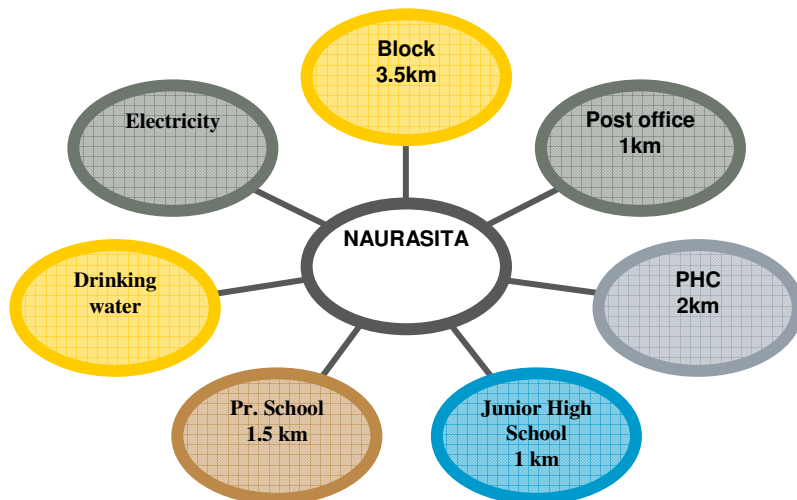 Block
3.5km
Electricity
Post office
1km
NAURASITA
Drinking
water
PHC
2km
Pr. School
1.5 km
Junior High
School
1 km